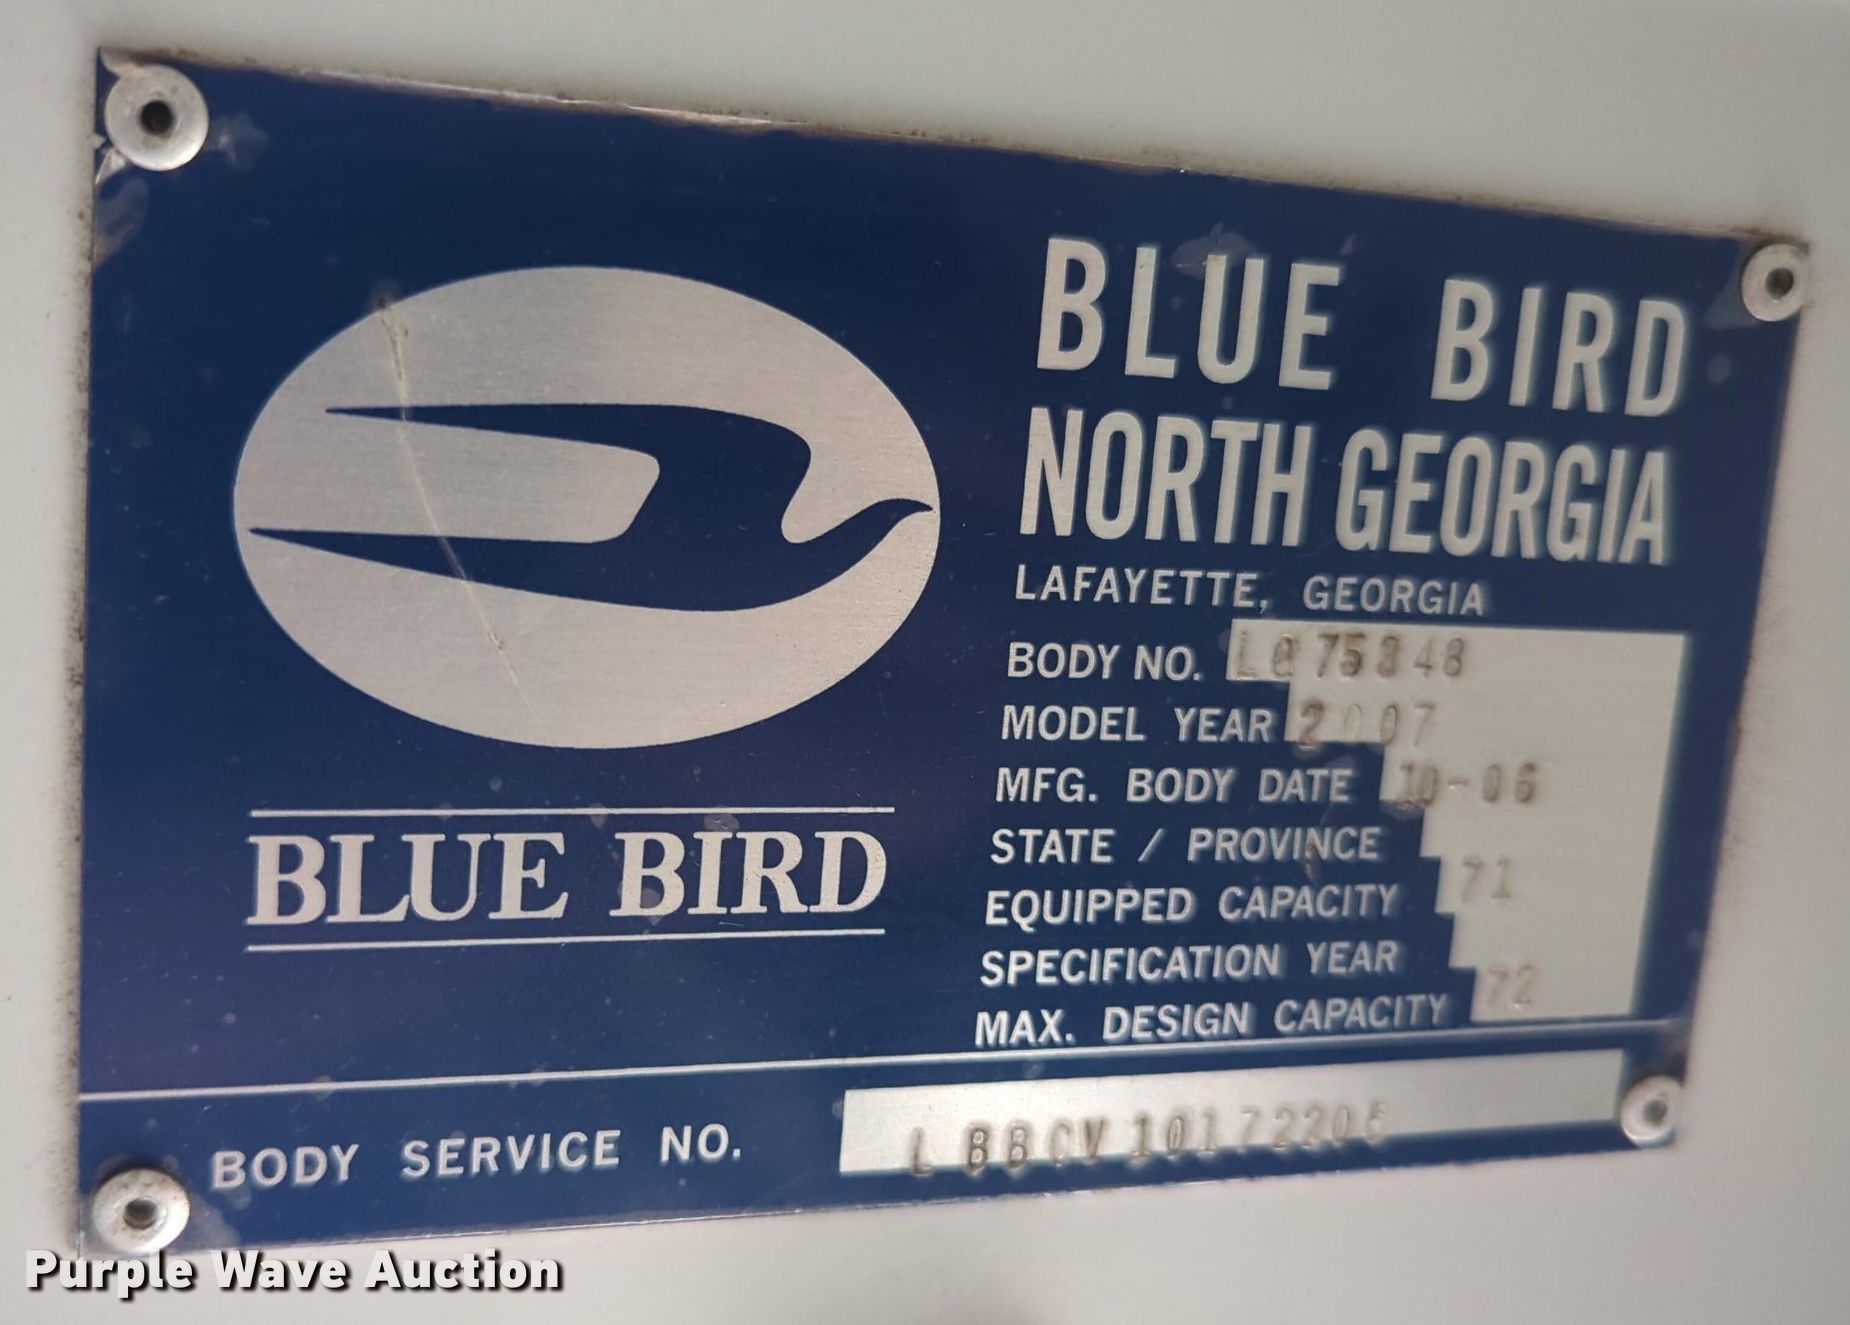 BLUE BIRD
NORTH GEORGIA
LAFAYETTE, GEORGIA
BODY NO.
MODEL YEAR 2007
MFG. BODY DATE 10-06
STATE / PROVINCE
EQUIPPED CAPACITY 71
SPECIFICATION YEAR
MAX. DESIGN CAPACITY 72
BLUE BIRD
BODY SERVICE NO.
Purple Wave Auction